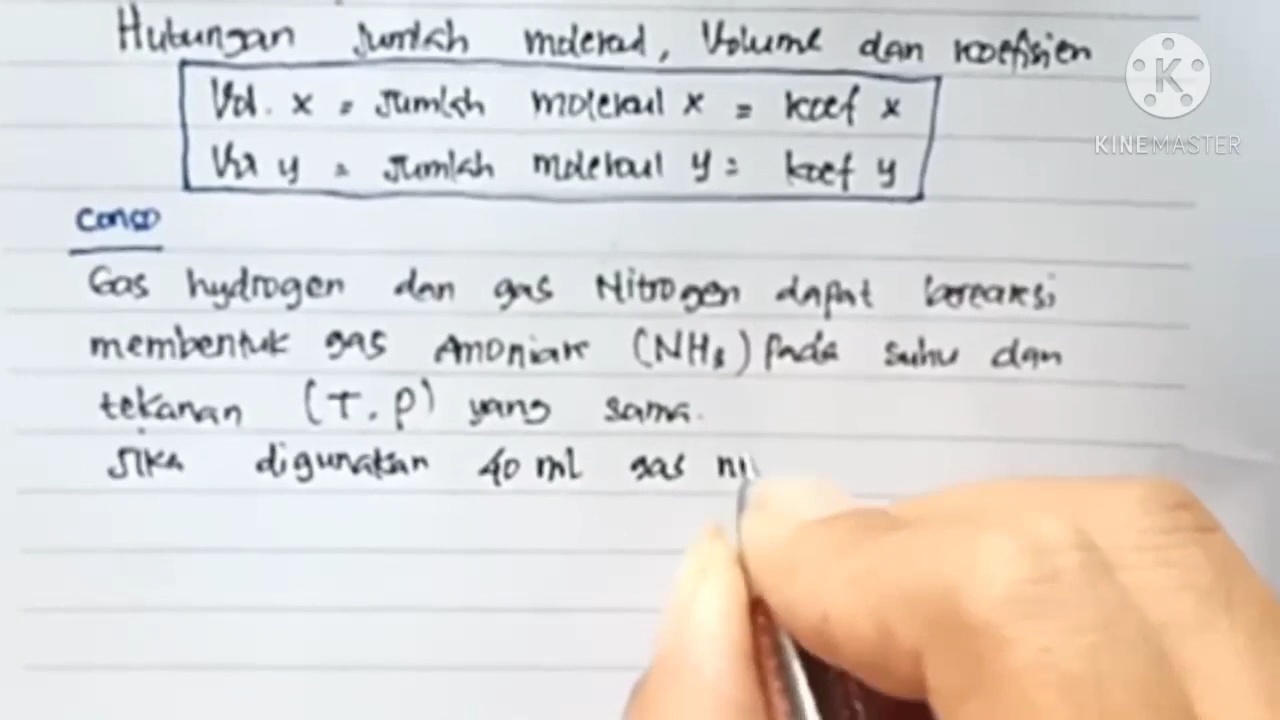 Hubungan Jumlah molekul, Volume dan koefisien
Vol. x = Jumlah molekul x = koef x
Vol y = Jumlah molekul y = koef y
Gas hydrogen dan gas Nitrogen dapat bereaksi
membentuk gas Amoniak (NH3) pada suhu dan
tekanan (T, P) yang sama.
Jika digunakan 40 ml gas ni
KINEMASTER